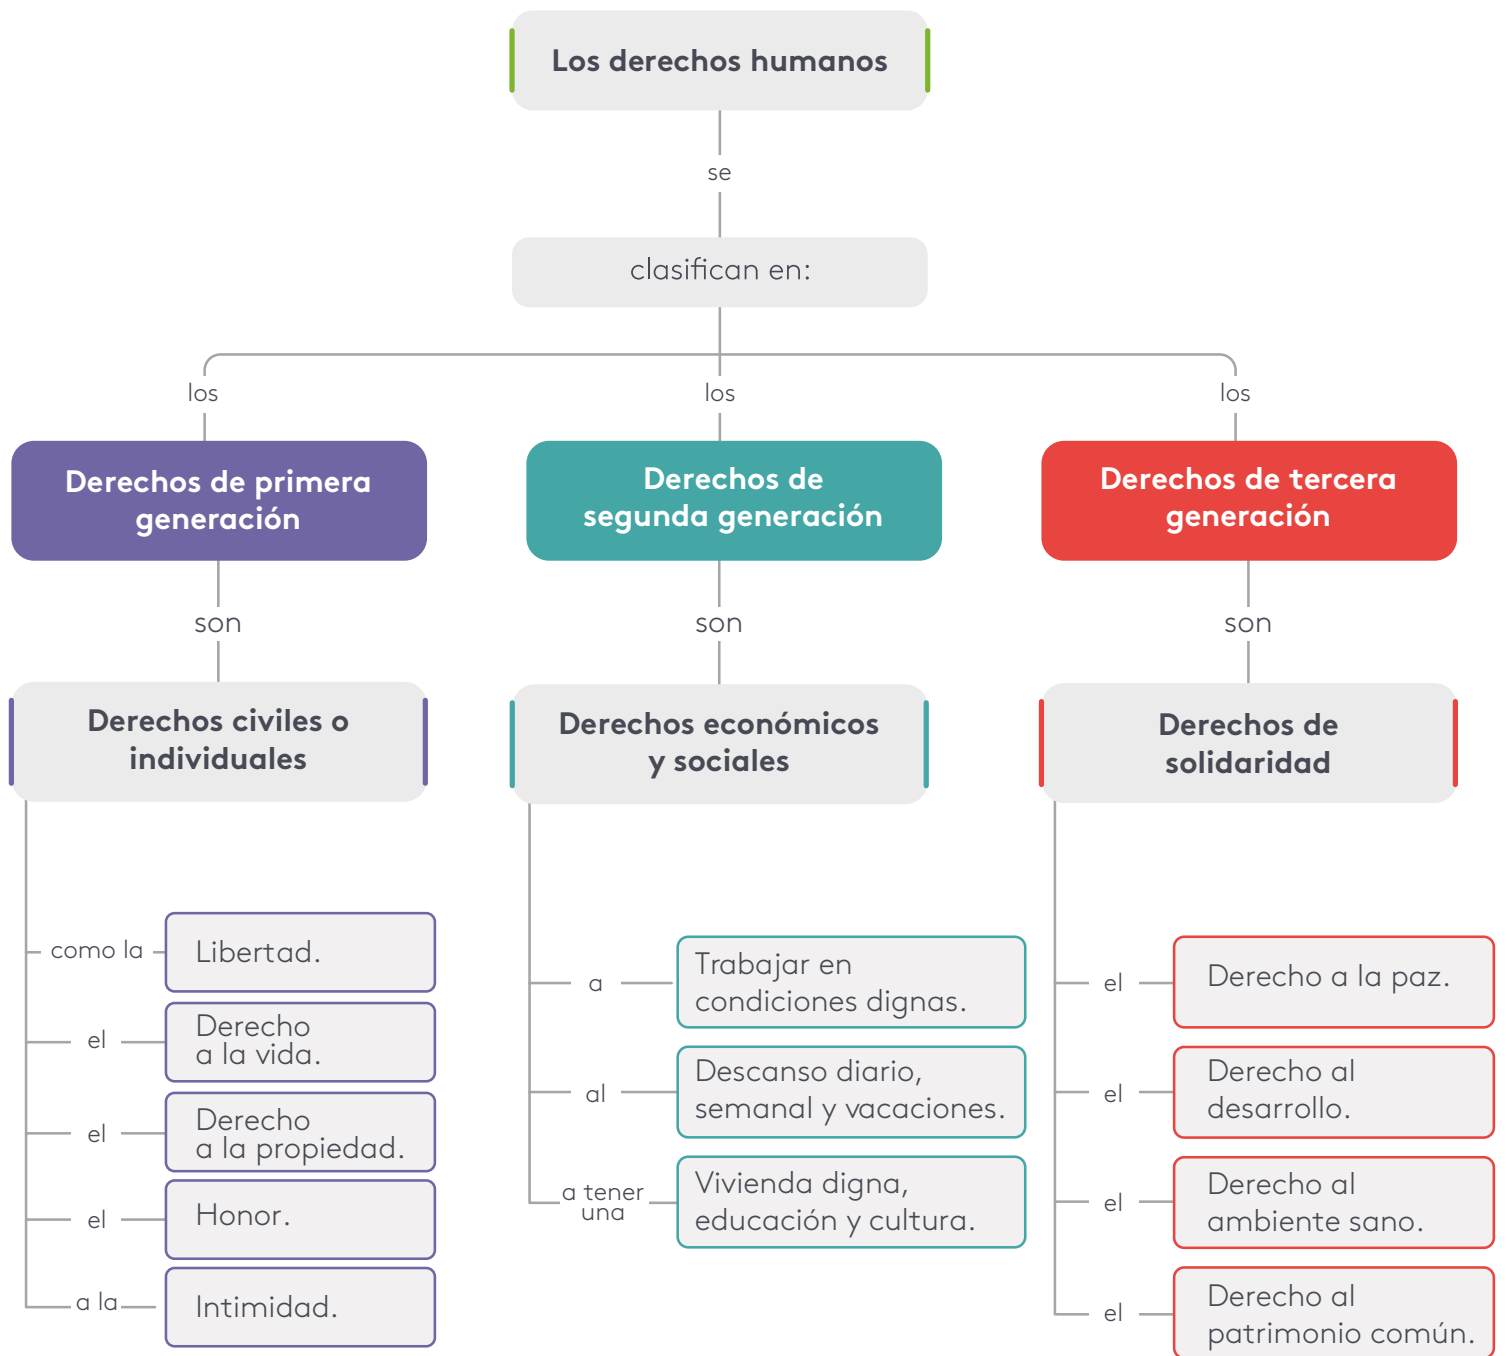 Los derechos humanos
se
clasifican en:
los
los
los
Derechos de primera
generación
Derechos de
segunda generación
Derechos de tercera
generación
son
son
son
Derechos civiles o
individuales
Derechos económicos
y sociales
Derechos de
solidaridad
como la
Libertad.
el
Derecho
a la vida.
el
Derecho
a la propiedad.
el
Honor.
a la
Intimidad.
a
Trabajar en
condiciones dignas.
al
Descanso diario,
semanal y vacaciones.
a tener
una
Vivienda digna,
educación y cultura.
el
Derecho a la paz.
el
Derecho al
desarrollo.
el
Derecho al
ambiente sano.
el
Derecho al
patrimonio común.